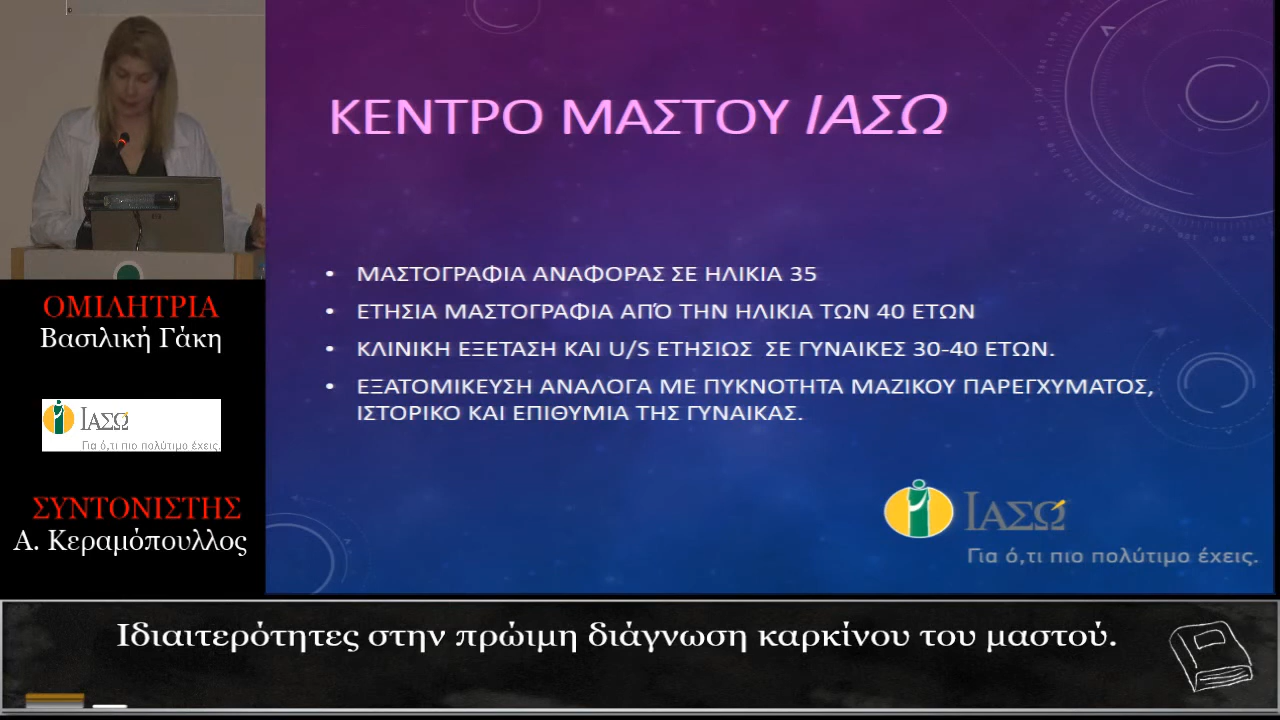 ΚΕΝΤΡΟ ΜΑΣΤΟΥ ΙΑΣΩ
• ΜΑΣΤΟΓΡΑΦΙΑ ΑΝΑΦΟΡΑΣ ΣΕ ΗΛΙΚΙΑ 35
• ΕΤΗΣΙΑ ΜΑΣΤΟΓΡΑΦΙΑ ΑΠΌ ΤΗΝ ΗΛΙΚΙΑ ΤΩΝ 40 ΕΤΩΝ
• ΚΛΙΝΙΚΗ ΕΞΕΤΑΣΗ ΚΑΙ U/S ΕΤΗΣΙΩΣ ΣΕ ΓΥΝΑΙΚΕΣ 30-40 ΕΤΩΝ.
• ΕΞΑΤΟΜΙΚΕΥΣΗ ΑΝΑΛΟΓΑ ΜΕ ΠΥΚΝΟΤΗΤΑ ΜΑΖΙΚΟΥ ΠΑΡΕΓΧΥΜΑΤΟΣ,
ΙΣΤΟΡΙΚΟ ΚΑΙ ΕΠΙΘΥΜΙΑ ΤΗΣ ΓΥΝΑΙΚΑΣ.
ΙΑΣΩ
Για ό,τι πιο πολύτιμο έχεις.
ΟΜΙΛΗΤΡΙΑ
Βασιλική Γάκη
ΙΑΣΩ
Για ό,τι πιο πολύτιμο έχεις.
ΣΥΝΤΟΝΙΣΤΗΣ
Α. Κεραμόπουλλος
Ιδιαιτερότητες στην πρώιμη διάγνωση καρκίνου του μαστού.